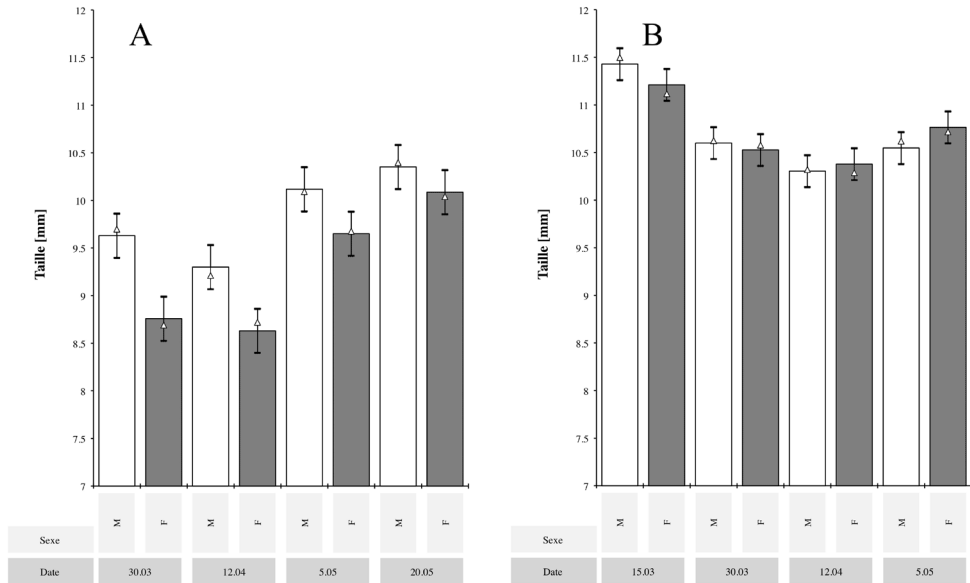 A
12
11.5
11
10.5
10
9.5
9
8.5
8
7.5
7
Taille [mm]
M F M F M F M F
Sexe
Date 30.03 12.04 5.05 20.05
B
12
11.5
11
10.5
10
9.5
9
8.5
8
7.5
7
Taille [mm]
M F M F M F M F
Sexe
Date 15.03 30.03 12.04 5.05